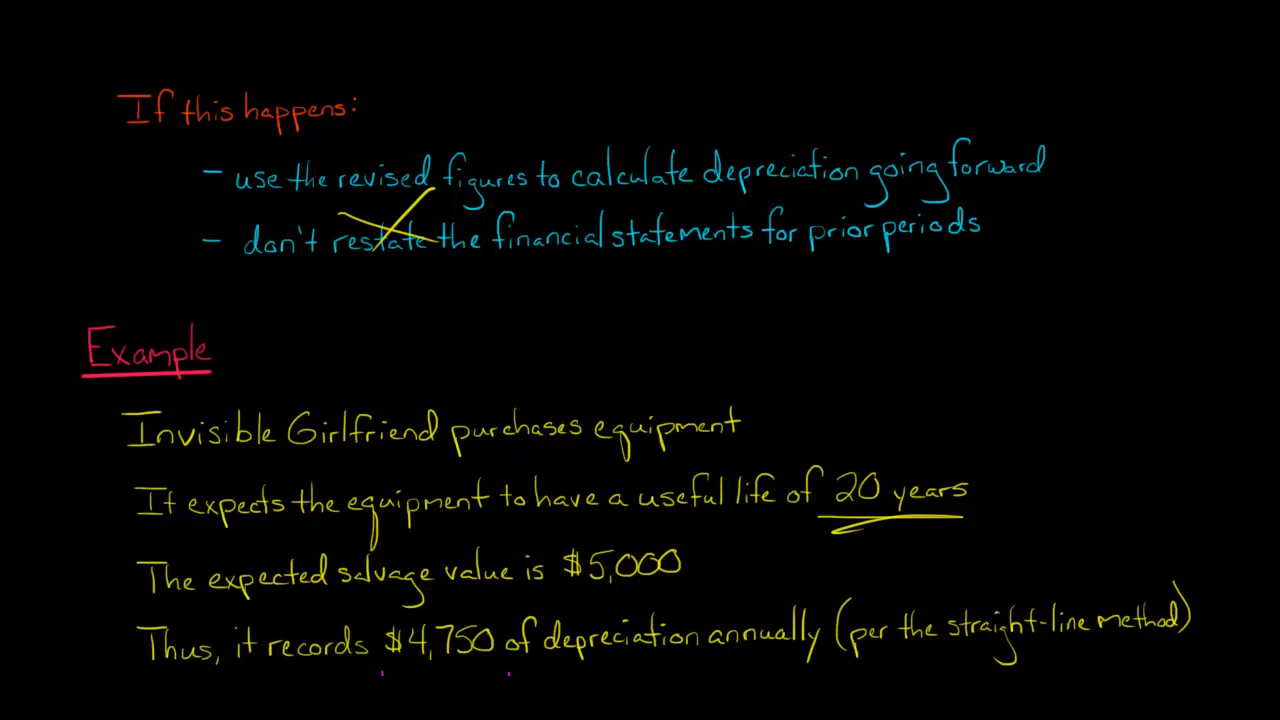 If this happens:
- use the revised figures to calculate depreciation going forward
- don't restate the financial statements for prior periods
Example
Invisible Girlfriend purchases equipment
It expects the equipment to have a useful life of 20 years
The expected salvage value is $5,000
Thus, it records $4,750 of depreciation annually (per the straight-line method)